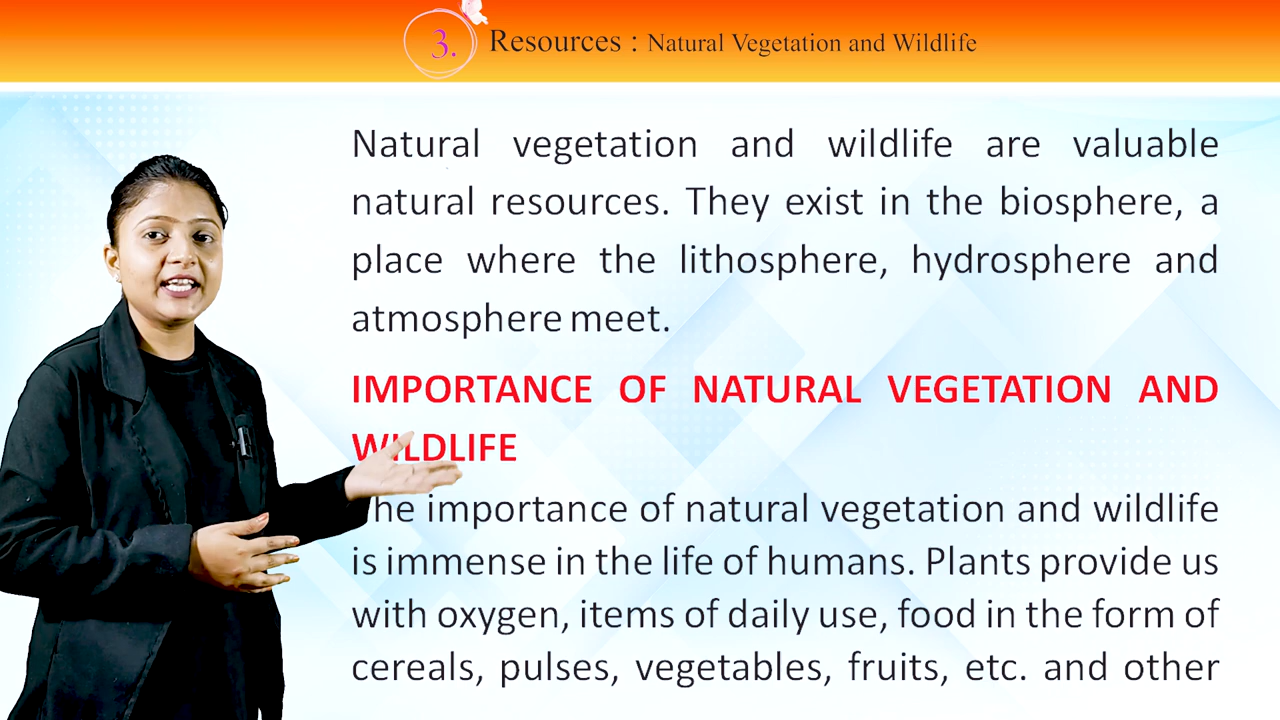 3. Resources : Natural Vegetation and Wildlife
Natural vegetation and wildlife are valuable
natural resources. They exist in the biosphere, a
place where the lithosphere, hydrosphere and
atmosphere meet.
IMPORTANCE OF NATURAL VEGETATION AND
WILDLIFE
The importance of natural vegetation and wildlife
is immense in the life of humans. Plants provide us
with oxygen, items of daily use, food in the form of
cereals, pulses, vegetables, fruits, etc. and other